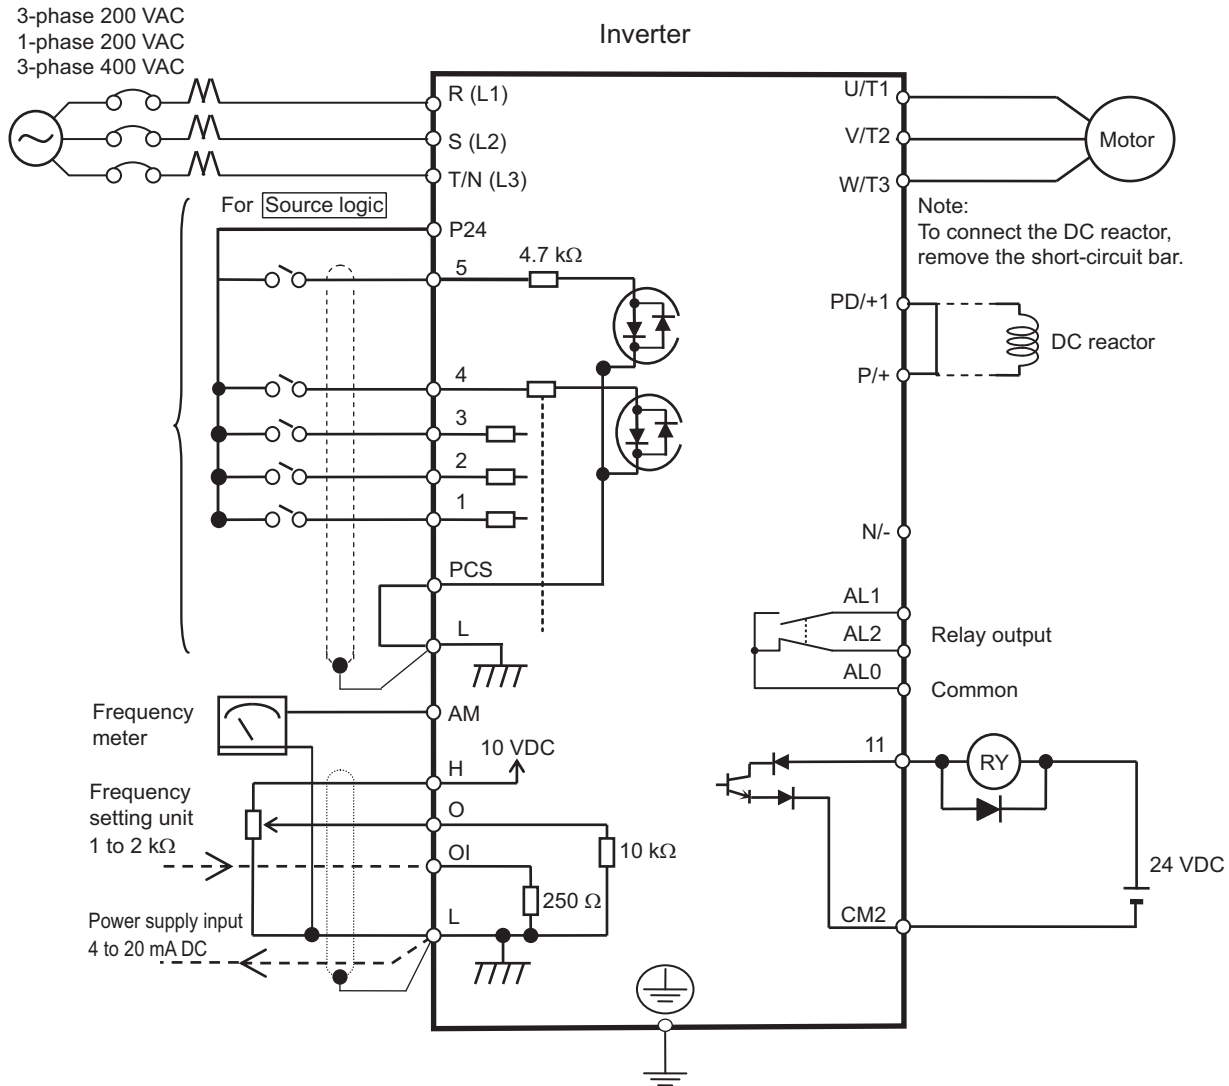 3-phase 200 VAC
1-phase 200 VAC
3-phase 400 VAC
Inverter
R (L1)
S (L2)
T/N (L3)
U/T1
V/T2
W/T3
Motor
For Source logic
Note:
To connect the DC reactor,
remove the short-circuit bar.
P24
5
4.7 kΩ
PD/+1
DC reactor
P/+
4
3
2
1
N/-
PCS
L
AL1
AL2
Relay output
AL0
Common
Frequency
meter
AM
10 VDC
H
11
RY
Frequency
setting unit
1 to 2 kΩ
O
OI
10 kΩ
250 Ω
24 VDC
Power supply input
4 to 20 mA DC
L
CM2